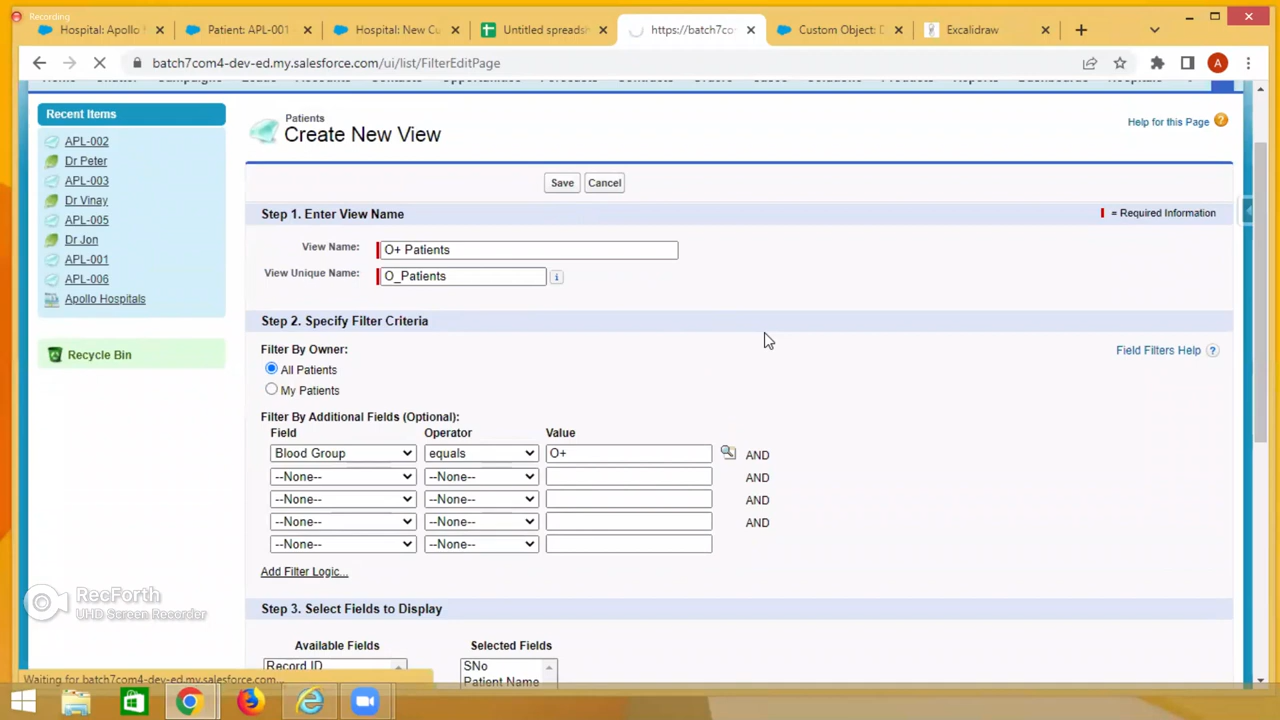 Recording
Hospital: Apollo
Patient: APL-001
Hospital: New Cu
Untitled spreads
https://batch7co
Custom Object: D
Excalidraw
batch7com4-dev-ed.my.salesforce.com/ui/list/FilterEditPage
A
Recent Items
APL-002
Dr Peter
APL-003
Dr Vinay
APL-005
Dr Jon
APL-001
APL-006
Apollo Hospitals
Recycle Bin
Patients
Create New View
Help for this Page
Save Cancel
Step 1. Enter View Name
= Required Information
View Name: O+ Patients
View Unique Name: O_Patients
Step 2. Specify Filter Criteria
Filter By Owner:
Field Filters Help
All Patients
My Patients
Filter By Additional Fields (Optional):
Field Operator Value
Blood Group equals O+ AND
--None-- --None-- AND
--None-- --None-- AND
--None-- --None-- AND
--None-- --None--
Add Filter Logic...
Step 3. Select Fields to Display
Available Fields Selected Fields
Record ID SNo
Patient Name
RecForth
UHD Screen Recorder
Waiting for batch7com4-dev-ed.my.salesforce.com...